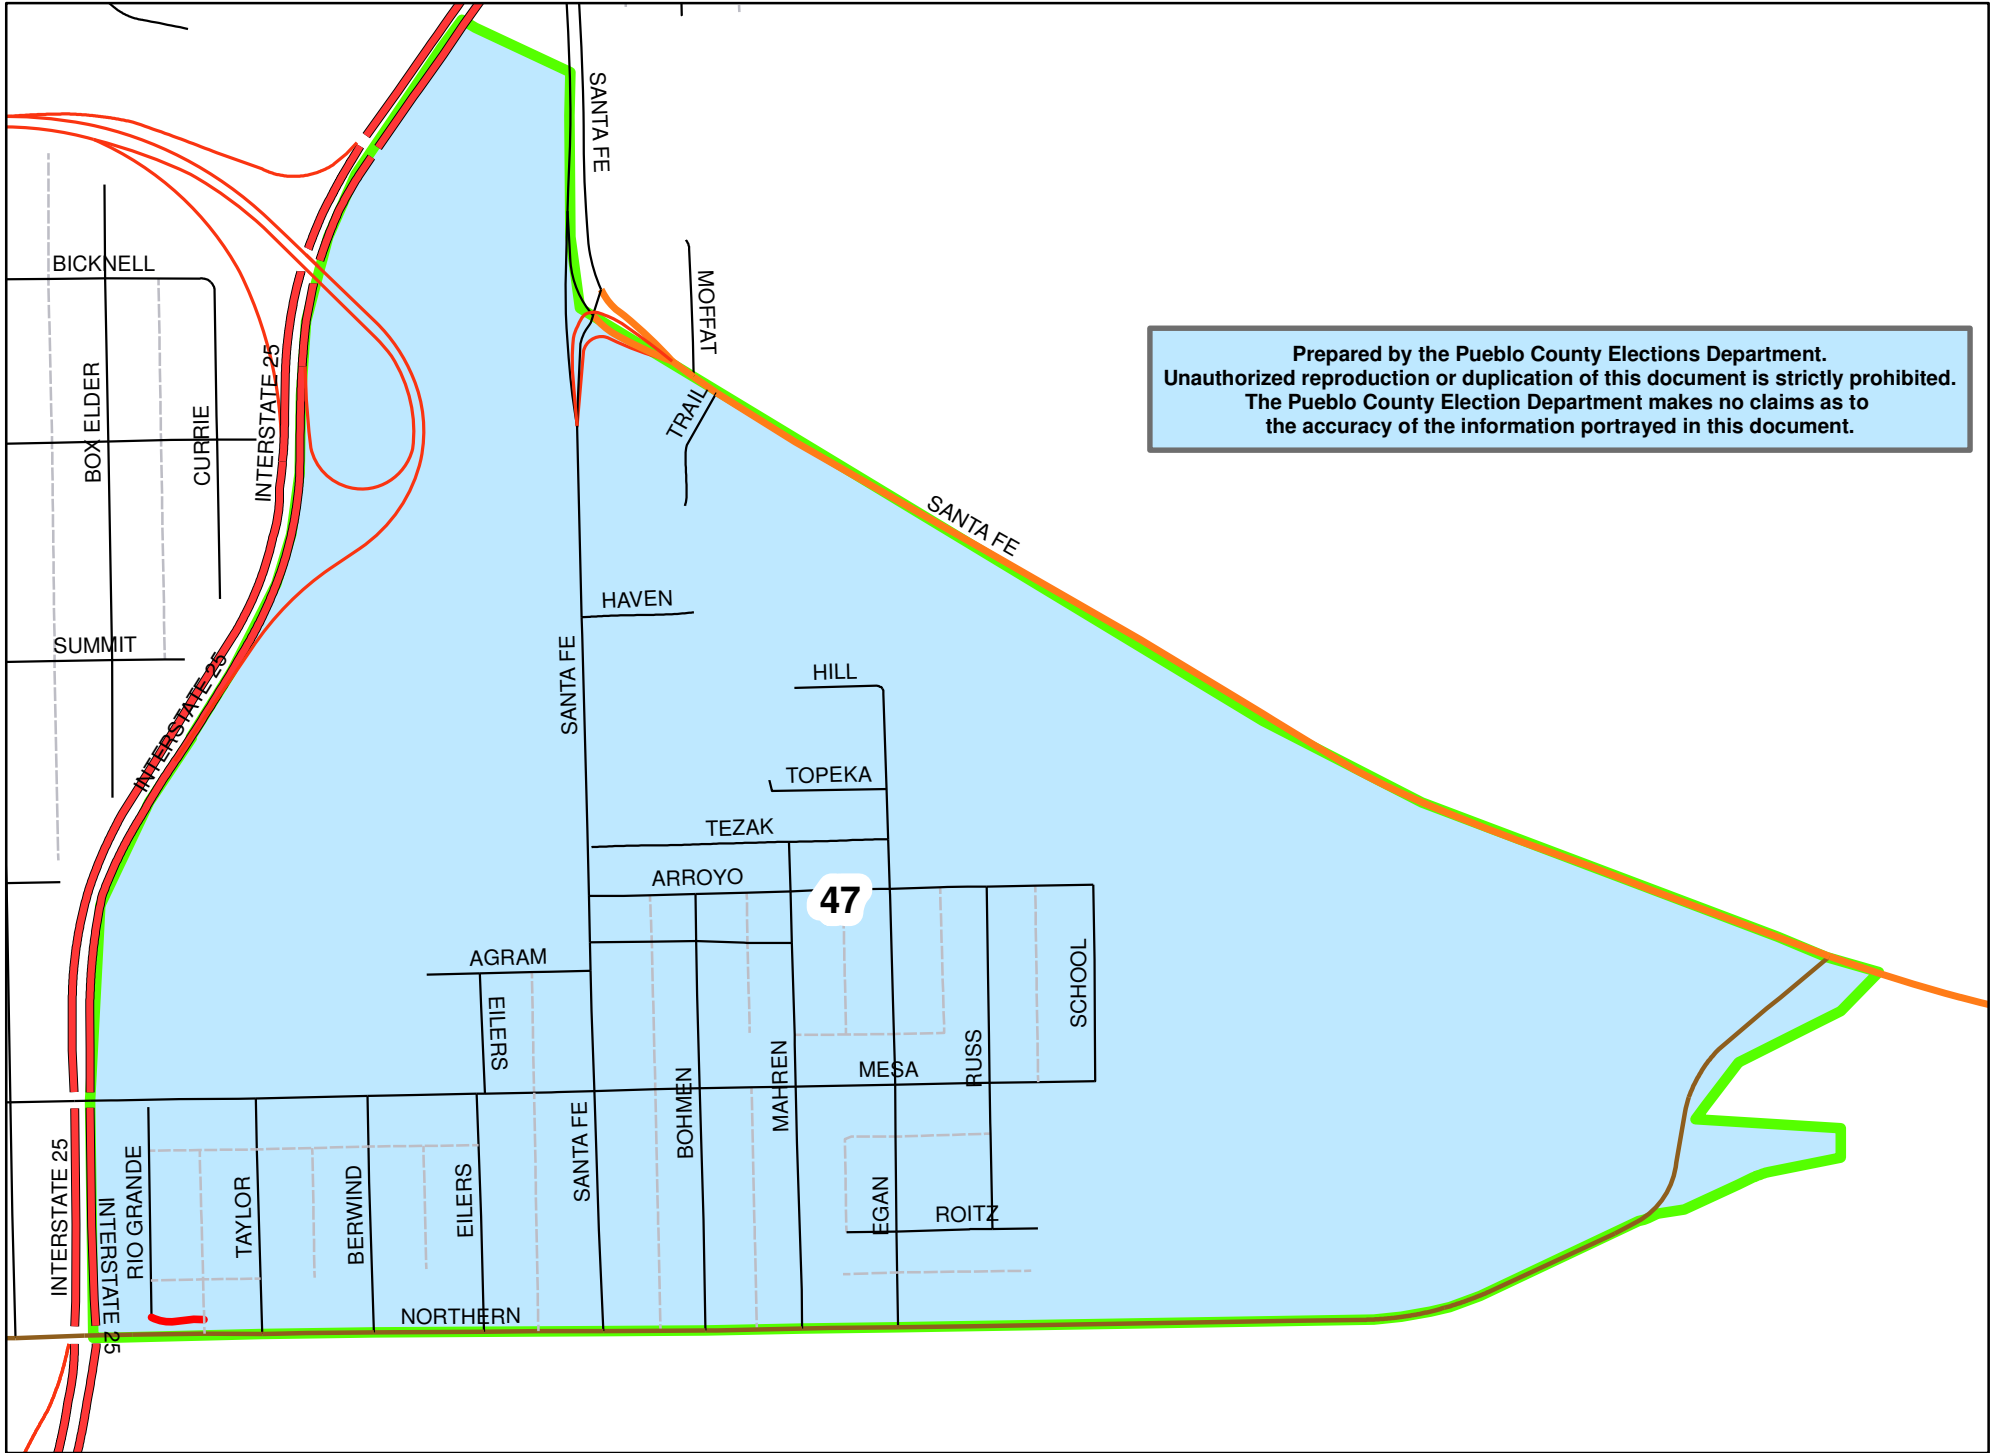 SANTA FE
BICKNELL
MOFFAT
Prepared by the Pueblo County Elections Department.
Unauthorized reproduction or duplication of this document is strictly prohibited.
The Pueblo County Election Department makes no claims as to
the accuracy of the information portrayed in this document.
BOX ELDER
CURRIE
INTERSTATE 25
TRAIL
SANTA FE
HAVEN
SUMMIT
INTERSTATE 25
SANTA FE
HILL
TOPEKA
TEZAK
ARROYO
47
AGRAM
EILERS
SCHOOL
RUSS
MESA
BOHMEN
MAHREN
INTERSTATE 25
INTERSTATE 25
RIO GRANDE
TAYLOR
BERWIND
EILERS
SANTA FE
EGAN
ROITZ
NORTHERN